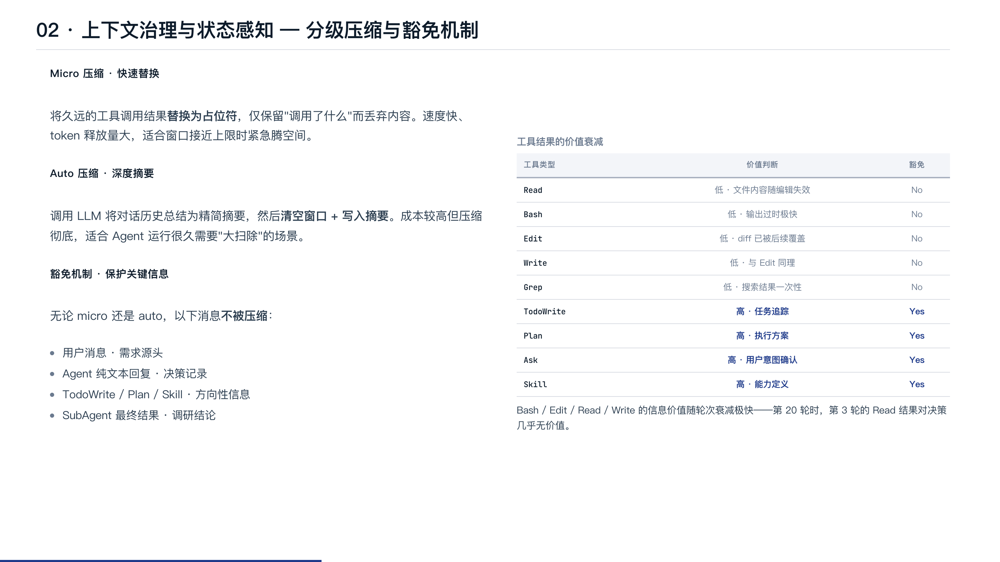 02 · 上下文治理与状态感知 — 分级压缩与豁免机制
Micro 压缩 · 快速替换
将久远的工具调用结果替换为占位符，仅保留"调用了什么"而丢弃内容。速度快、
token 释放量大，适合窗口接近上限时紧急腾空间。
Auto 压缩 · 深度摘要
调用 LLM 将对话历史总结为精简摘要，然后清空窗口 + 写入摘要。成本较高但压缩
彻底，适合 Agent 运行很久需要"大扫除"的场景。
豁免机制 · 保护关键信息
无论 micro 还是 auto，以下消息不被压缩：
用户消息 · 需求源头
Agent 纯文本回复 · 决策记录
TodoWrite / Plan / Skill · 方向性信息
SubAgent 最终结果 · 调研结论
工具结果的价值衰减
工具类型 价值判断 豁免
Read 低 · 文件内容随编辑失效 No
Bash 低 · 输出过时极快 No
Edit 低 · diff 已被后续覆盖 No
Write 低 · 与 Edit 同理 No
Grep 低 · 搜索结果一次性 No
TodoWrite 高 · 任务追踪 Yes
Plan 高 · 执行方案 Yes
Ask 高 · 用户意图确认 Yes
Skill 高 · 能力定义 Yes
Bash / Edit / Read / Write 的信息价值随轮次衰减极快——第 20 轮时，第 3 轮的 Read 结果对决策
几乎无价值。